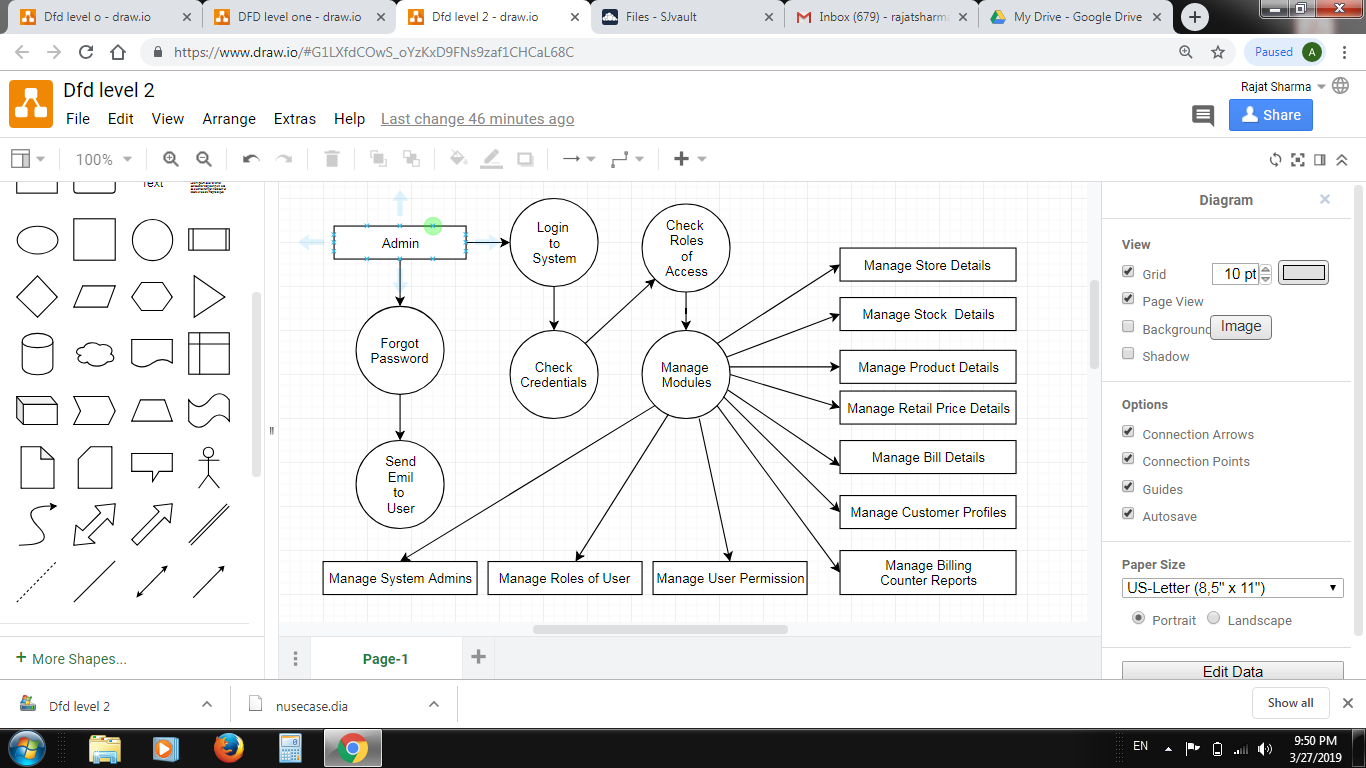 Dfd level o - draw.io
DFD level one - draw.io
Dfd level 2 - draw.io
Files - SJvault
Inbox (679) - rajatsharm
My Drive - Google Drive
https://www.draw.io/#G1LXfdCOwS_oYzKxD9FNs9zaf1CHCaL68C
Paused
A
Dfd level 2
Rajat Sharma
File Edit View Arrange Extras Help Last change 46 minutes ago
Share
100%
Text
Admin
Login
to
System
Check
Roles
of
Access
Forgot
Password
Check
Credentials
Manage
Modules
Send
Emil
to
User
Manage Store Details
Manage Stock Details
Manage Product Details
Manage Retail Price Details
Manage Bill Details
Manage Customer Profiles
Manage Billing
Counter Reports
Manage System Admins
Manage Roles of User
Manage User Permission
Diagram
View
Grid
10 pt
Page View
Background
Image
Shadow
Options
Connection Arrows
Connection Points
Guides
Autosave
Paper Size
US-Letter (8,5" x 11")
Portrait
Landscape
Edit Data
+ More Shapes...
Page-1
Dfd level 2
nusecase.dia
Show all
EN
9:50 PM
3/27/2019